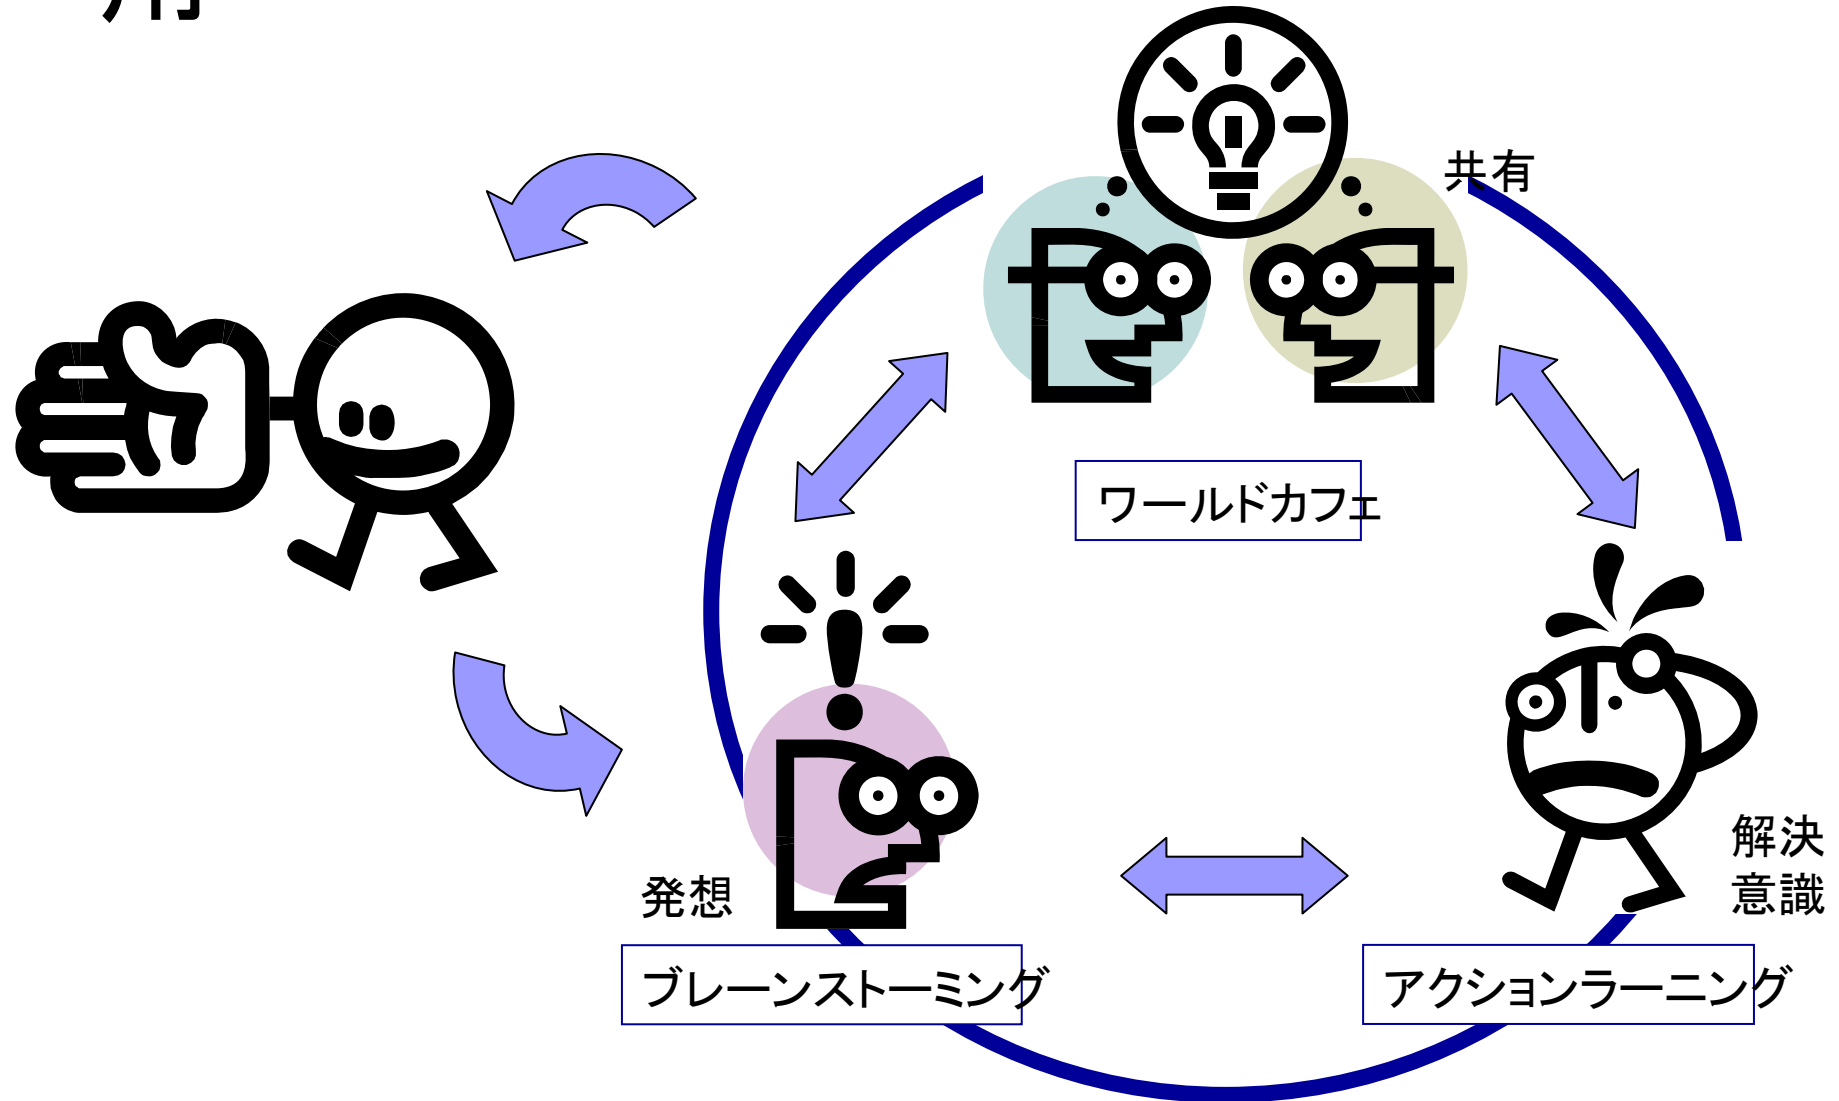 用
共有
ワールドカフェ
解決
意識
発想
ブレーンストーミング
アクションラーニング